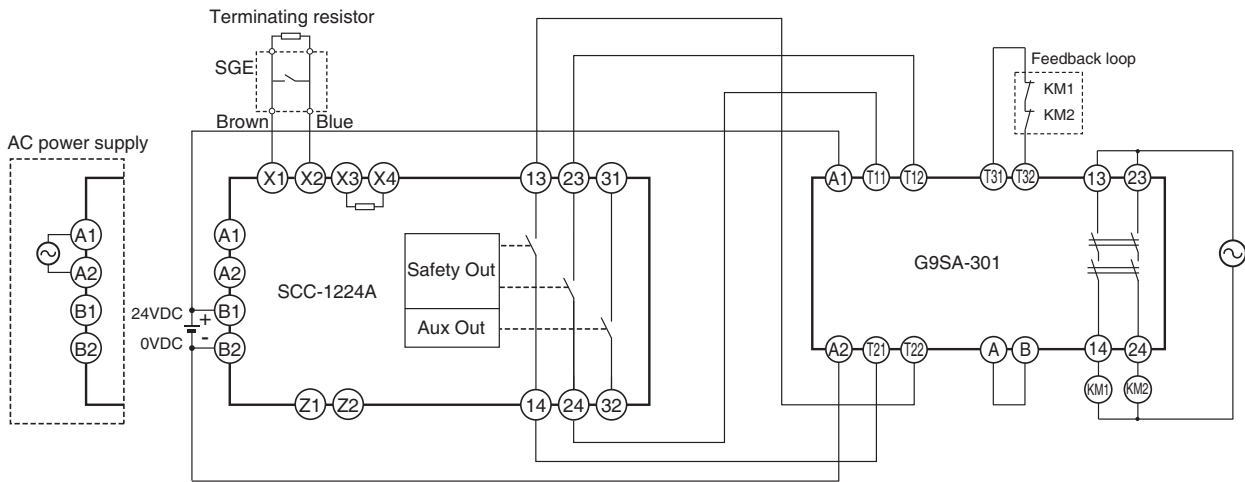 Terminating resistor
SGE
Brown Blue
AC power supply
Feedback loop
KM1
KM2
X1 X2 X3 X4 13 23 31
A1 T11 T12 T31 T32 13 23
A1
A2
B1
B2
A1
A2
B1
B2
24VDC
0VDC
+
-
SCC-1224A
Safety Out
Aux Out
G9SA-301
Z1 Z2 14 24 32
A2 T21 T22 A B 14 24
KM1 KM2